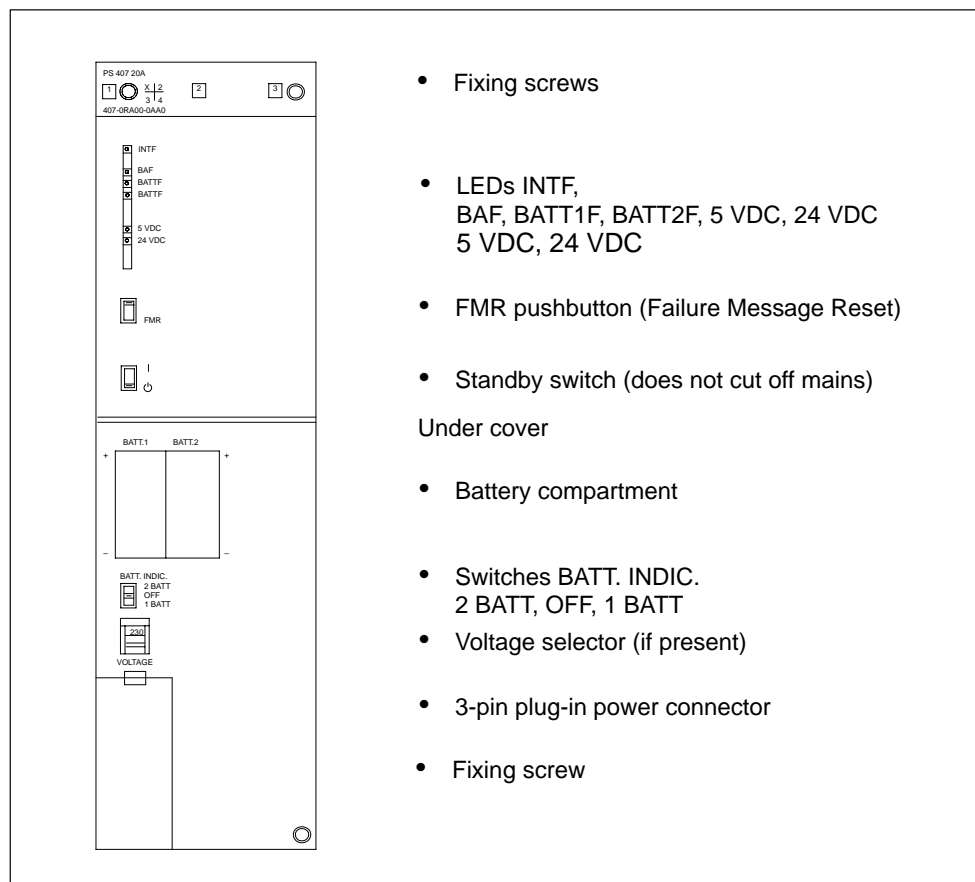 PS 407 20A
1 X 2 2 3
3 4
407-0RA00-0AA0
INTF
BAF
BATTF
BATTF
5 VDC
24 VDC
FMR
I
BATT.1 BATT.2
+ +
– –
BATT. INDIC.
2 BATT
OFF
1 BATT
230
VOLTAGE
• Fixing screws
• LEDs INTF,
BAF, BATT1F, BATT2F, 5 VDC, 24 VDC
5 VDC, 24 VDC
• FMR pushbutton (Failure Message Reset)
• Standby switch (does not cut off mains)
Under cover
• Battery compartment
• Switches BATT. INDIC.
2 BATT, OFF, 1 BATT
• Voltage selector (if present)
• 3-pin plug-in power connector
• Fixing screw